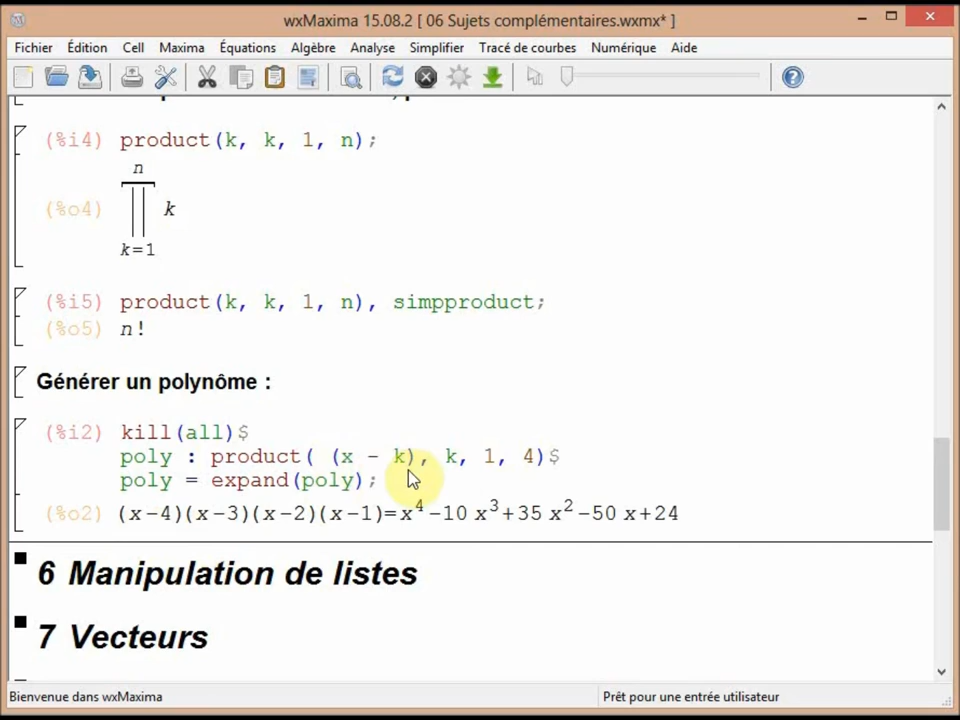 wxMaxima 15.08.2 [ 06 Sujets complémentaires.wxmx* ]
Fichier Édition Cell Maxima Équations Algèbre Analyse Simplifier Tracé de courbes Numérique Aide
(%i4) product(k, k, 1, n);
n
(%o4) ∏ k
k=1
(%i5) product(k, k, 1, n), simpproduct;
(%o5) n!
Générer un polynôme :
(%i2) kill(all)$
poly : product( (x - k), k, 1, 4)$
poly = expand(poly);
(%o2) (x-4)(x-3)(x-2)(x-1)=x⁴-10 x³+35 x²-50 x+24
6 Manipulation de listes
7 Vecteurs
Bienvenue dans wxMaxima Prêt pour une entrée utilisateur